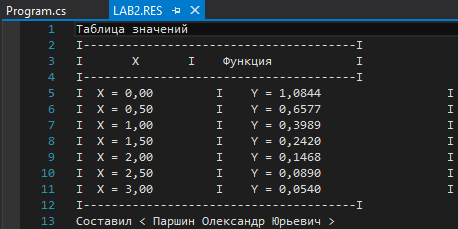 Program.cs LAB2.RES
1 Таблица значений
2 I---------------------------------------I
3 I X I Функция I
4 I---------------------------------------I
5 I X = 0,00 I Y = 1,0844 I
6 I X = 0,50 I Y = 0,6577 I
7 I X = 1,00 I Y = 0,3989 I
8 I X = 1,50 I Y = 0,2420 I
9 I X = 2,00 I Y = 0,1468 I
10 I X = 2,50 I Y = 0,0890 I
11 I X = 3,00 I Y = 0,0540 I
12 I---------------------------------------I
13 Составил < Паршин Олександр Юрьевич >